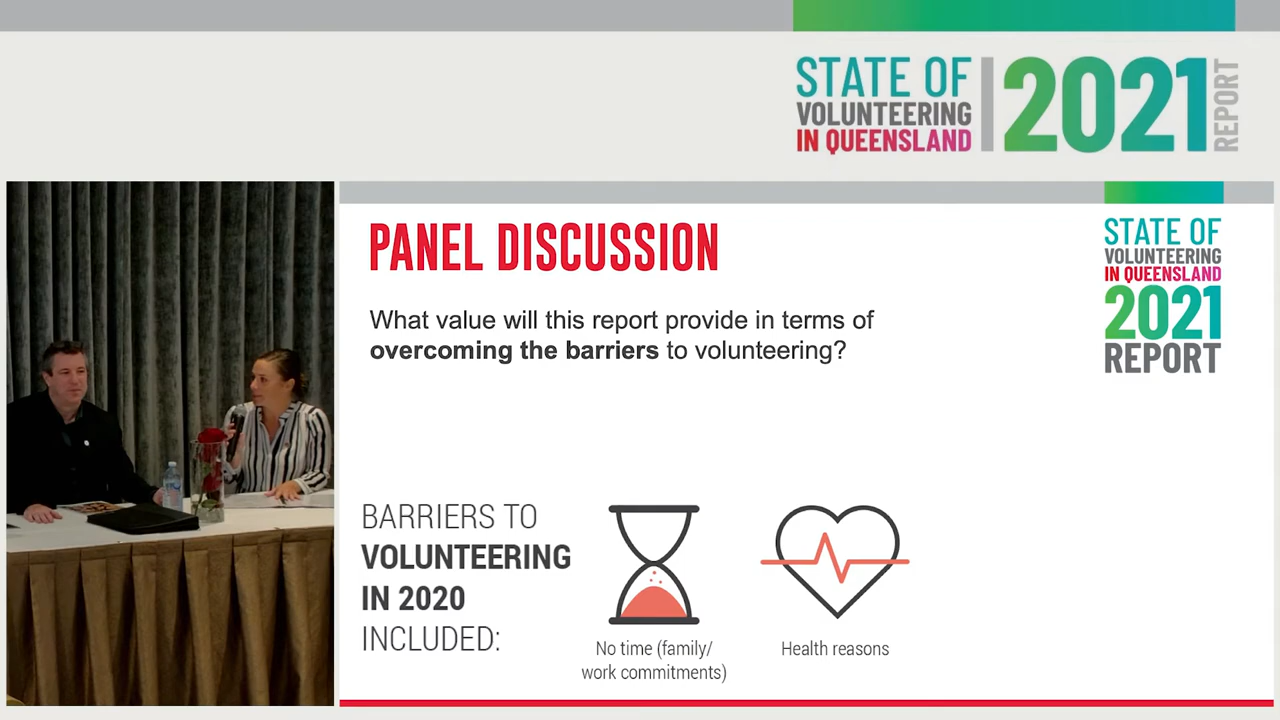 STATE OF
VOLUNTEERING
IN QUEENSLAND
2021
REPORT
PANEL DISCUSSION
What value will this report provide in terms of
overcoming the barriers to volunteering?
STATE OF
VOLUNTEERING
IN QUEENSLAND
2021
REPORT
BARRIERS TO
VOLUNTEERING
IN 2020
INCLUDED:
No time (family/
work commitments)
Health reasons